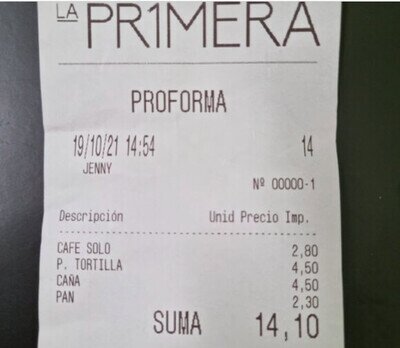 LA PR1MERA
PROFORMA
19/10/21 14:54 14
JENNY
Nº 00000-1
Descripción Unid Precio Imp.
CAFE SOLO 2,80
P. TORTILLA 4,50
CAÑA 4,50
PAN 2,30
SUMA 14,10